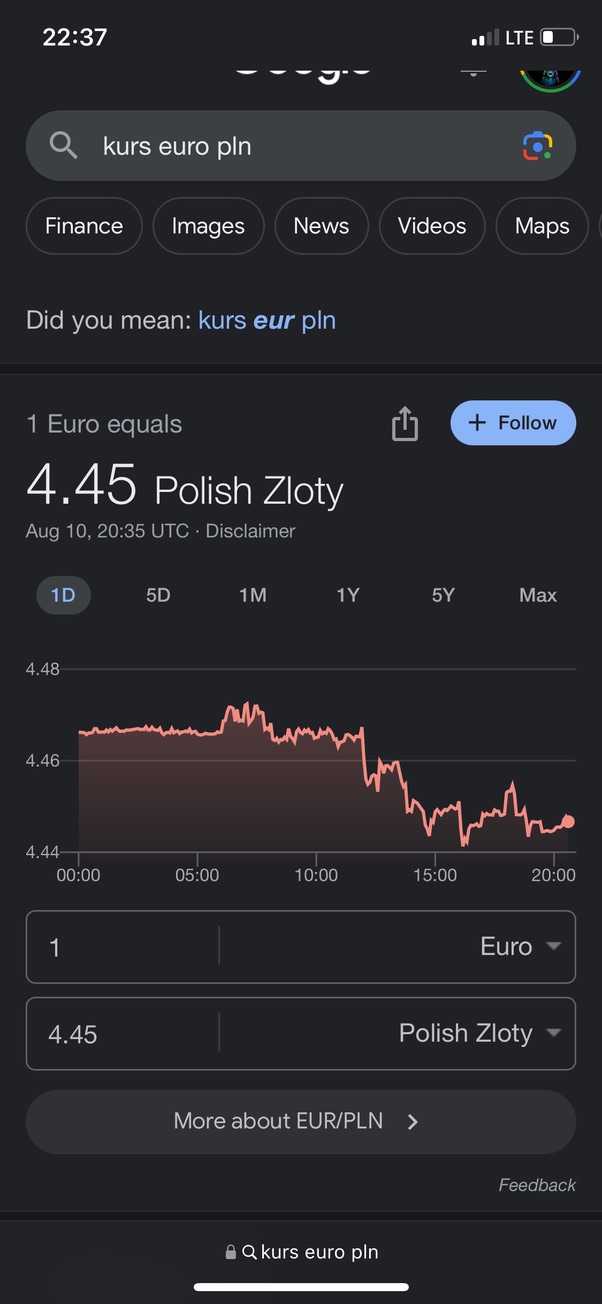 22:37 LTE
Google
kurs euro pln
Finance Images News Videos Maps
Did you mean: kurs eur pln
1 Euro equals
+ Follow
4.45 Polish Zloty
Aug 10, 20:35 UTC · Disclaimer
1D 5D 1M 1Y 5Y Max
4.48
4.46
4.44
00:00 05:00 10:00 15:00 20:00
1 Euro
4.45 Polish Zloty
More about EUR/PLN
Feedback
kurs euro pln